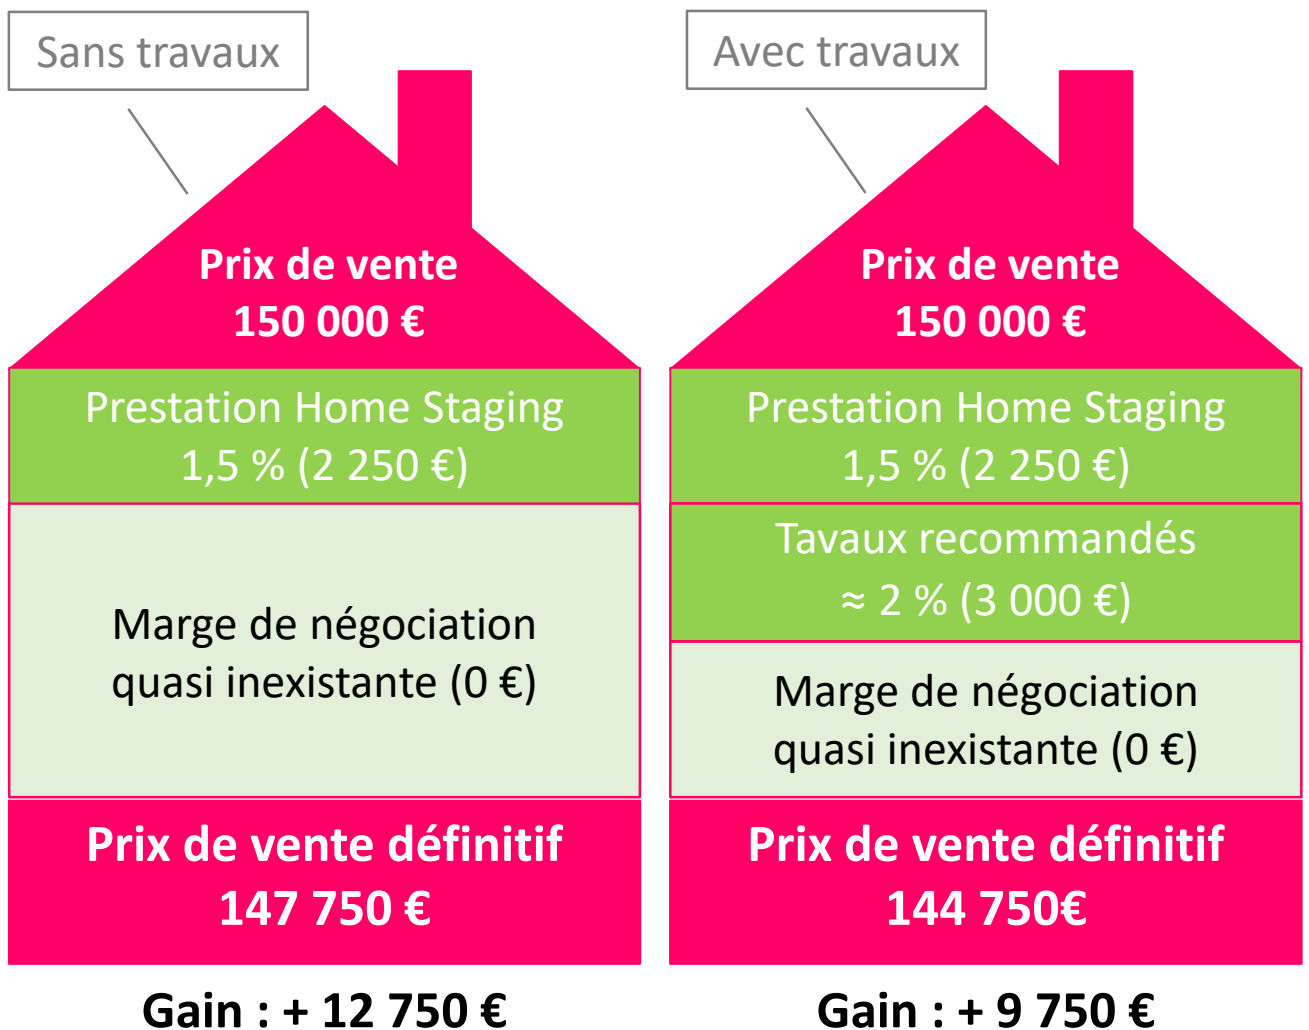 Sans travaux
Prix de vente
150 000 €
Prestation Home Staging
1,5 % (2 250 €)
Marge de négociation
quasi inexistante (0 €)
Prix de vente définitif
147 750 €
Gain : + 12 750 €
Avec travaux
Prix de vente
150 000 €
Prestation Home Staging
1,5 % (2 250 €)
Tavaux recommandés
≈ 2 % (3 000 €)
Marge de négociation
quasi inexistante (0 €)
Prix de vente définitif
144 750€
Gain : + 9 750 €